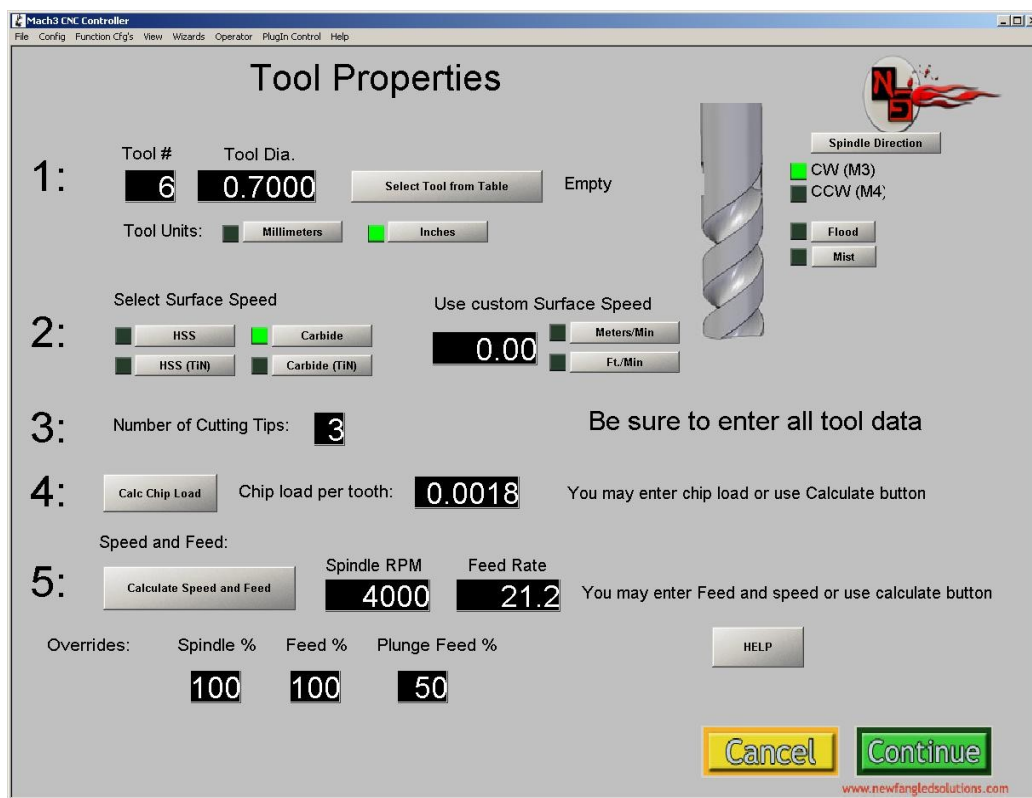 Mach3 CNC Controller
File Config Function Cfg's View Wizards Operator PlugIn Control Help
Tool Properties
NS
Spindle Direction
CW (M3)
CCW (M4)
Flood
Mist
1:
Tool # Tool Dia.
6 0.7000 Select Tool from Table Empty
Tool Units: Millimeters Inches
2:
Select Surface Speed Use custom Surface Speed
HSS Carbide 0.00 Meters/Min
HSS (TiN) Carbide (TiN) Ft./Min
3: Number of Cutting Tips: 3 Be sure to enter all tool data
4: Calc Chip Load Chip load per tooth: 0.0018 You may enter chip load or use Calculate button
Speed and Feed:
Spindle RPM Feed Rate
5: Calculate Speed and Feed 4000 21.2 You may enter Feed and speed or use calculate button
Overrides: Spindle % Feed % Plunge Feed % HELP
100 100 50
Cancel Continue
www.newfangledsolutions.com